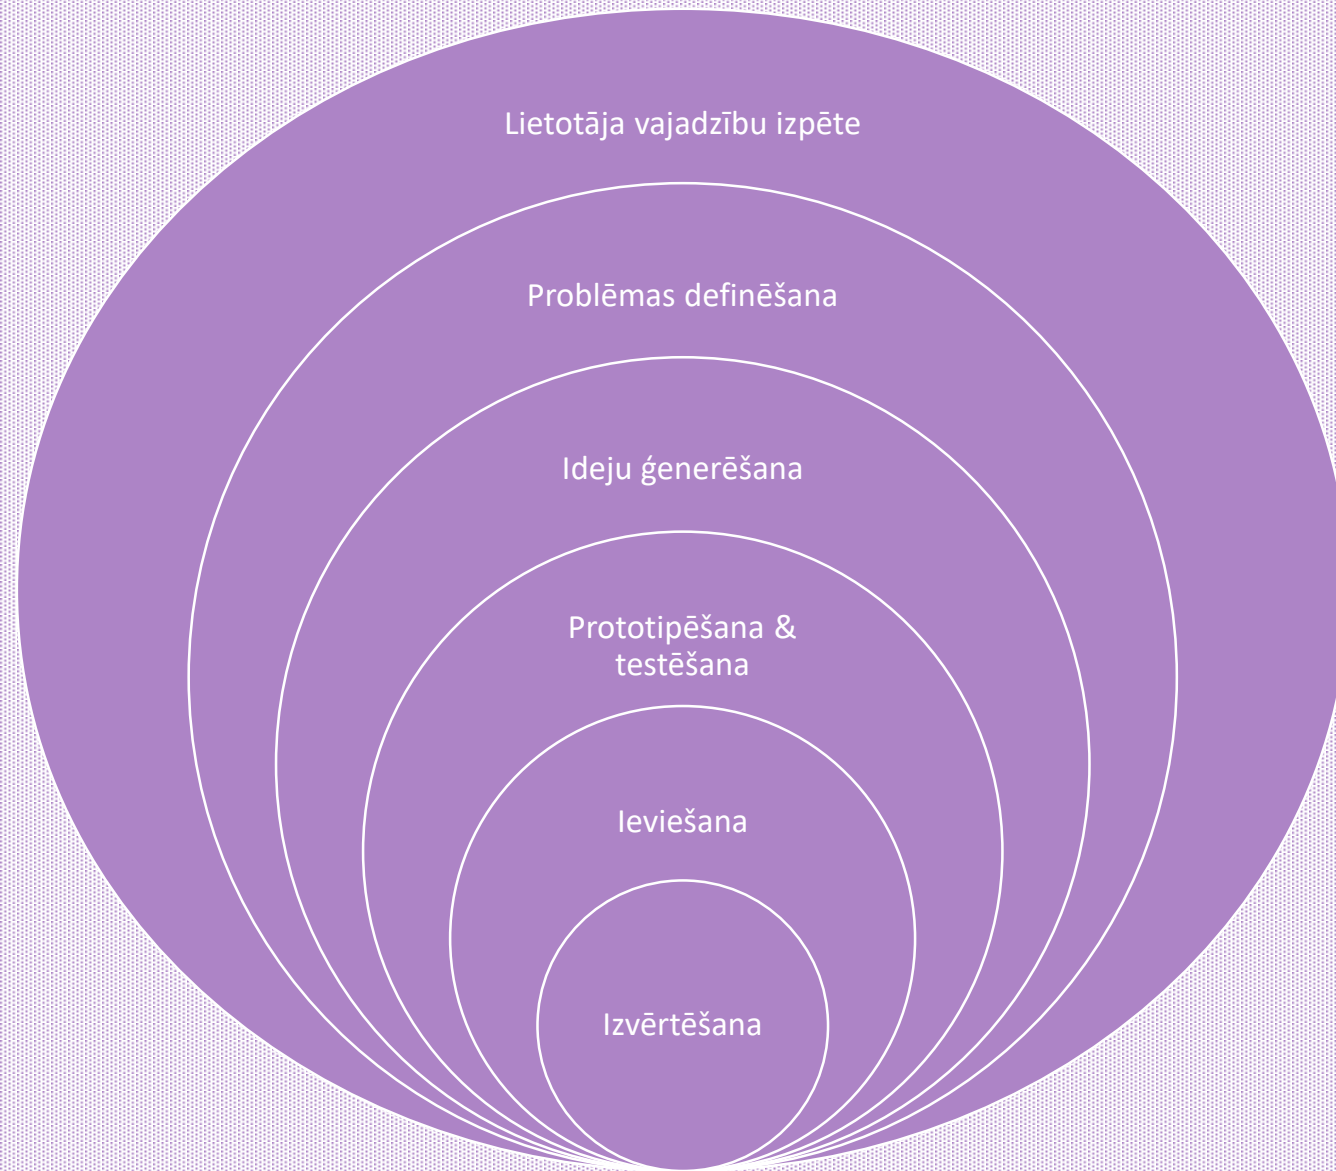 Lietotāja vajadzību izpēte
Problēmas definēšana
Ideju ģenerēšana
Prototipēšana &
testēšana
Ieviešana
Izvērtēšana